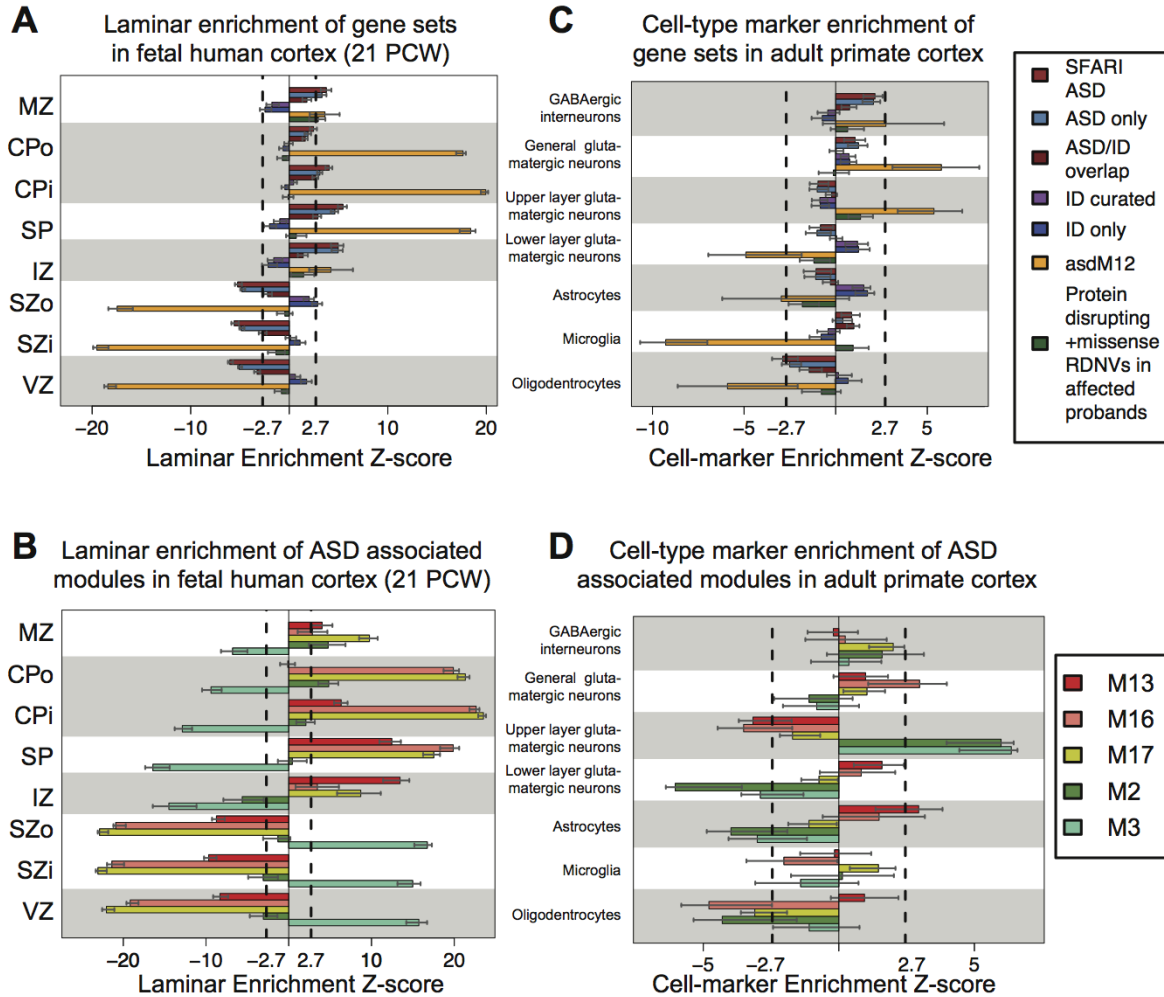 A
Laminar enrichment of gene sets
in fetal human cortex (21 PCW)
MZ
CPo
CPi
SP
IZ
SZo
SZi
VZ
-20
-10
-2.7
2.7
10
20
Laminar Enrichment Z-score
C
Cell-type marker enrichment of
gene sets in adult primate cortex
GABAergic
interneurons
General gluta-
matergic neurons
Upper layer gluta-
matergic neurons
Lower layer gluta-
matergic neurons
Astrocytes
Microglia
Oligodentrocytes
-10
-5
-2.7
2.7
5
Cell-marker Enrichment Z-score
SFARI
ASD
ASD only
ASD/ID
overlap
ID curated
ID only
asdM12
Protein
disrupting
+missense
RDNVs in
affected
probands
B
Laminar enrichment of ASD associated
modules in fetal human cortex (21 PCW)
MZ
CPo
CPi
SP
IZ
SZo
SZi
VZ
-20
-10
-2.7
2.7
10
20
Laminar Enrichment Z-score
D
Cell-type marker enrichment of ASD
associated modules in adult primate cortex
GABAergic
interneurons
General gluta-
matergic neurons
Upper layer gluta-
matergic neurons
Lower layer gluta-
matergic neurons
Astrocytes
Microglia
Oligodentrocytes
-5
-2.7
2.7
5
Cell-marker Enrichment Z-score
M13
M16
M17
M2
M3